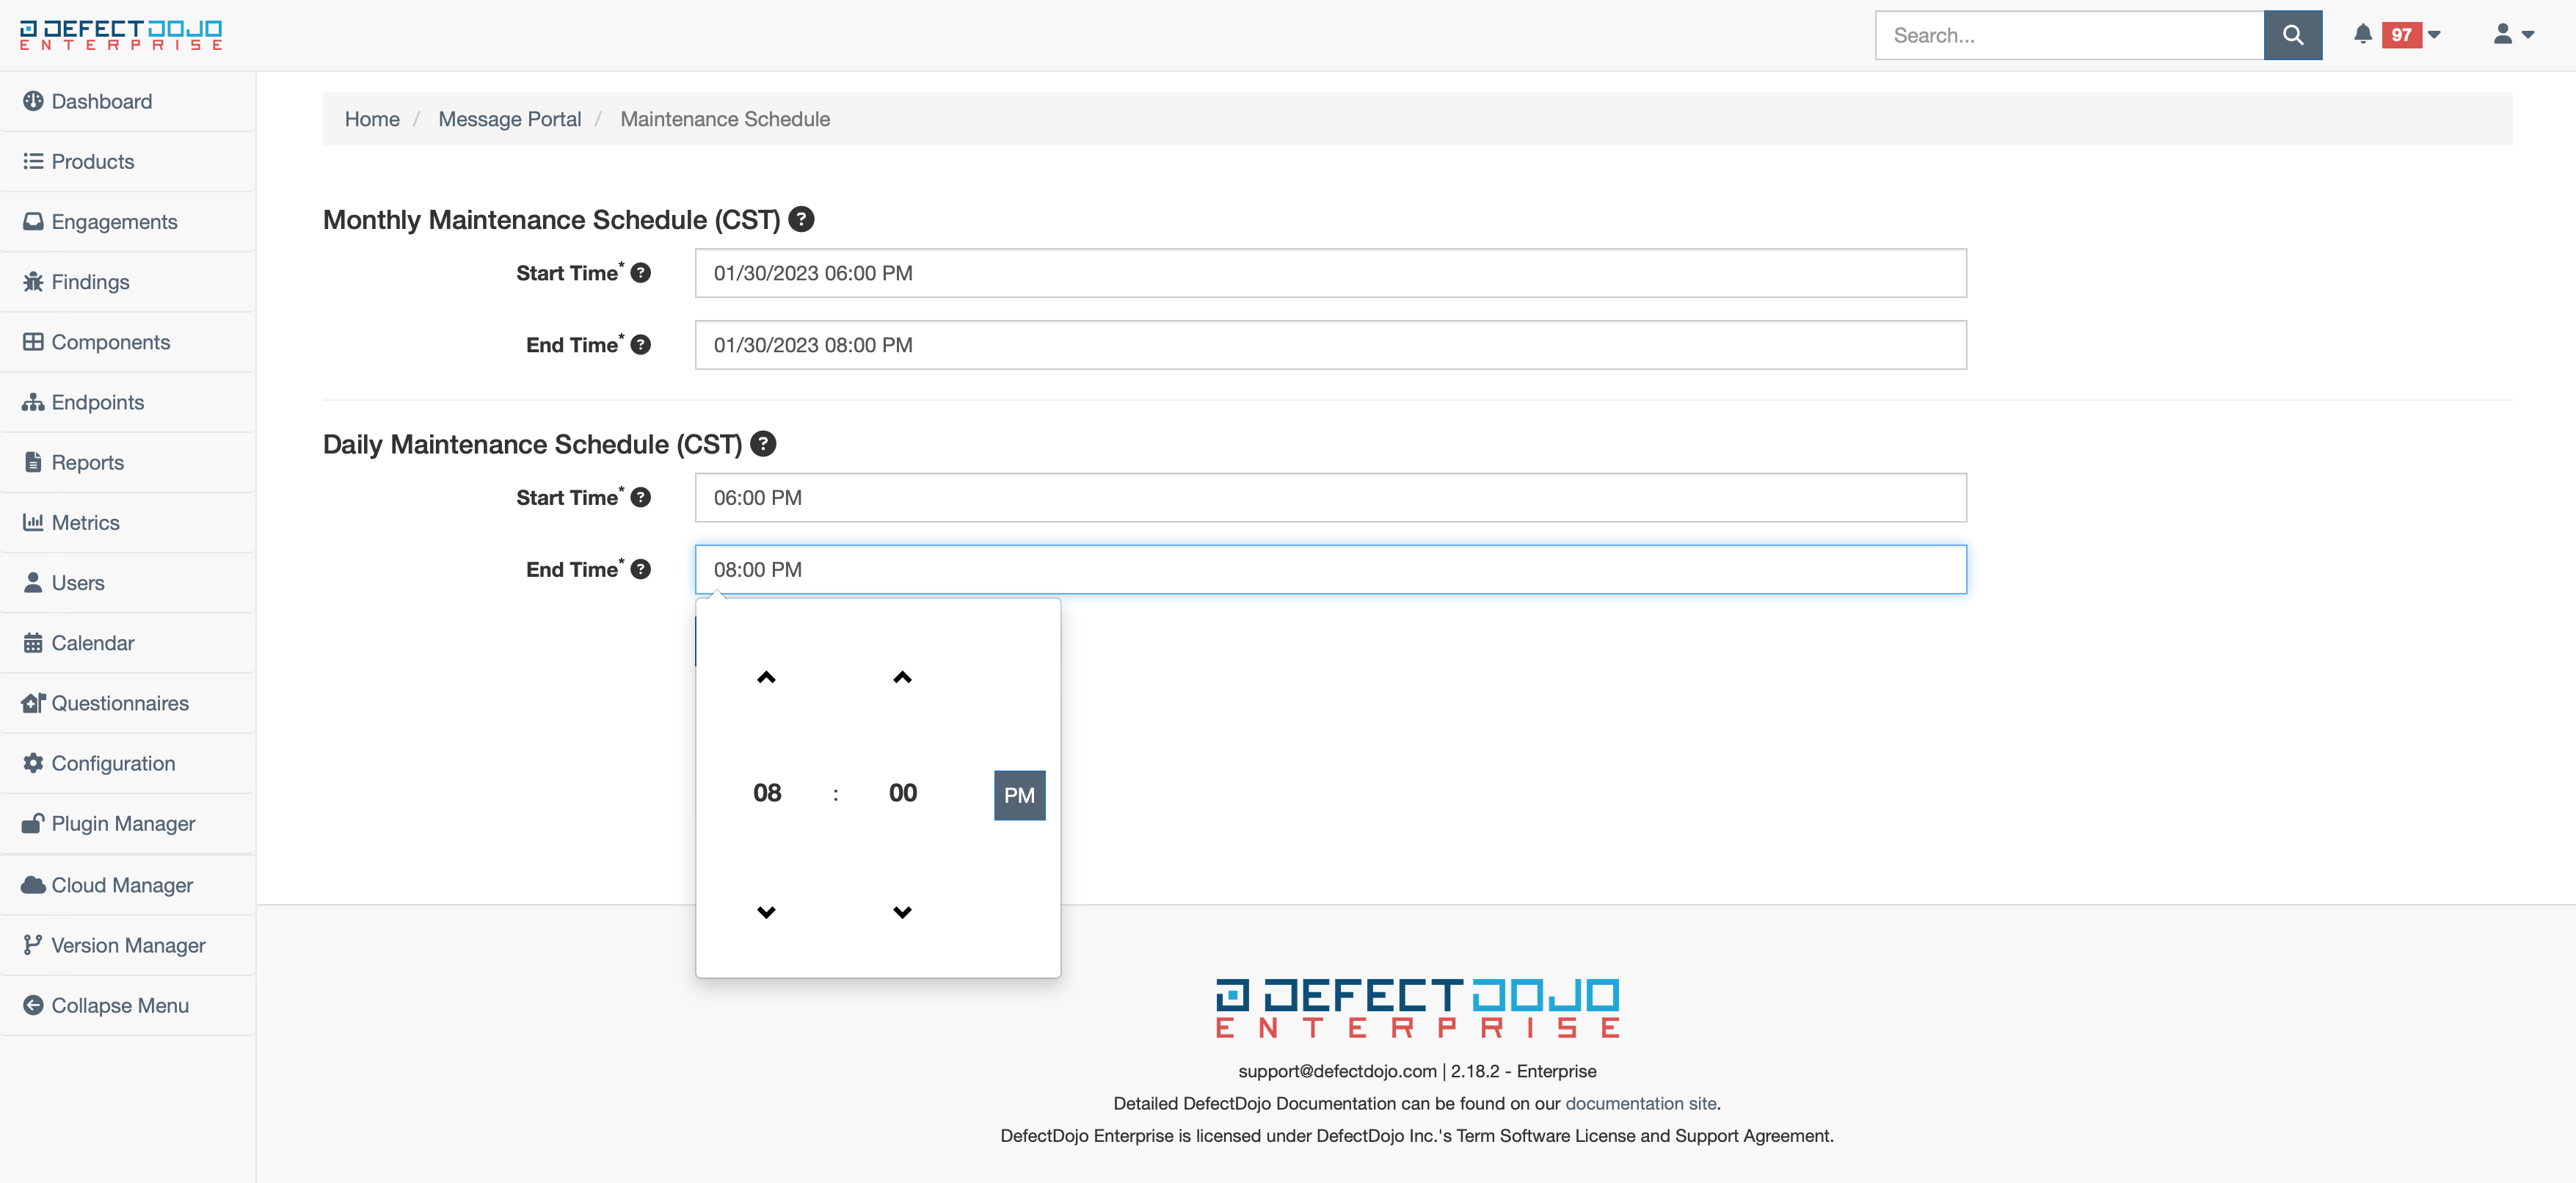 DEFECTDOJO
ENTERPRISE
Search...
97
Dashboard
Products
Engagements
Findings
Components
Endpoints
Reports
Metrics
Users
Calendar
Questionnaires
Configuration
Plugin Manager
Cloud Manager
Version Manager
Collapse Menu
Home / Message Portal / Maintenance Schedule
Monthly Maintenance Schedule (CST) ?
Start Time* ? 01/30/2023 06:00 PM
End Time* ? 01/30/2023 08:00 PM
Daily Maintenance Schedule (CST) ?
Start Time* ? 06:00 PM
End Time* ? 08:00 PM
08 : 00 PM
DEFECTDOJO
ENTERPRISE
support@defectdojo.com | 2.18.2 - Enterprise
Detailed DefectDojo Documentation can be found on our documentation site.
DefectDojo Enterprise is licensed under DefectDojo Inc.'s Term Software License and Support Agreement.